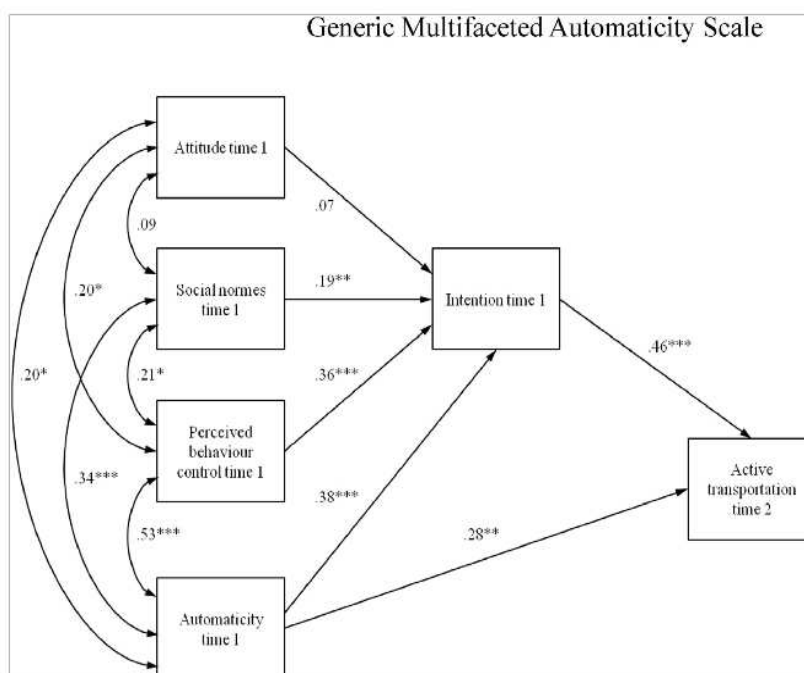 Generic Multifaceted Automaticity Scale
Attitude time 1
.07
.09
Social normes
time 1
.19**
Intention time 1
.20*
.46***
.21*
.36***
.20*
Perceived
behaviour
control time 1
Active
transportation
time 2
.34***
.38***
.53***
.28**
Automaticity
time 1